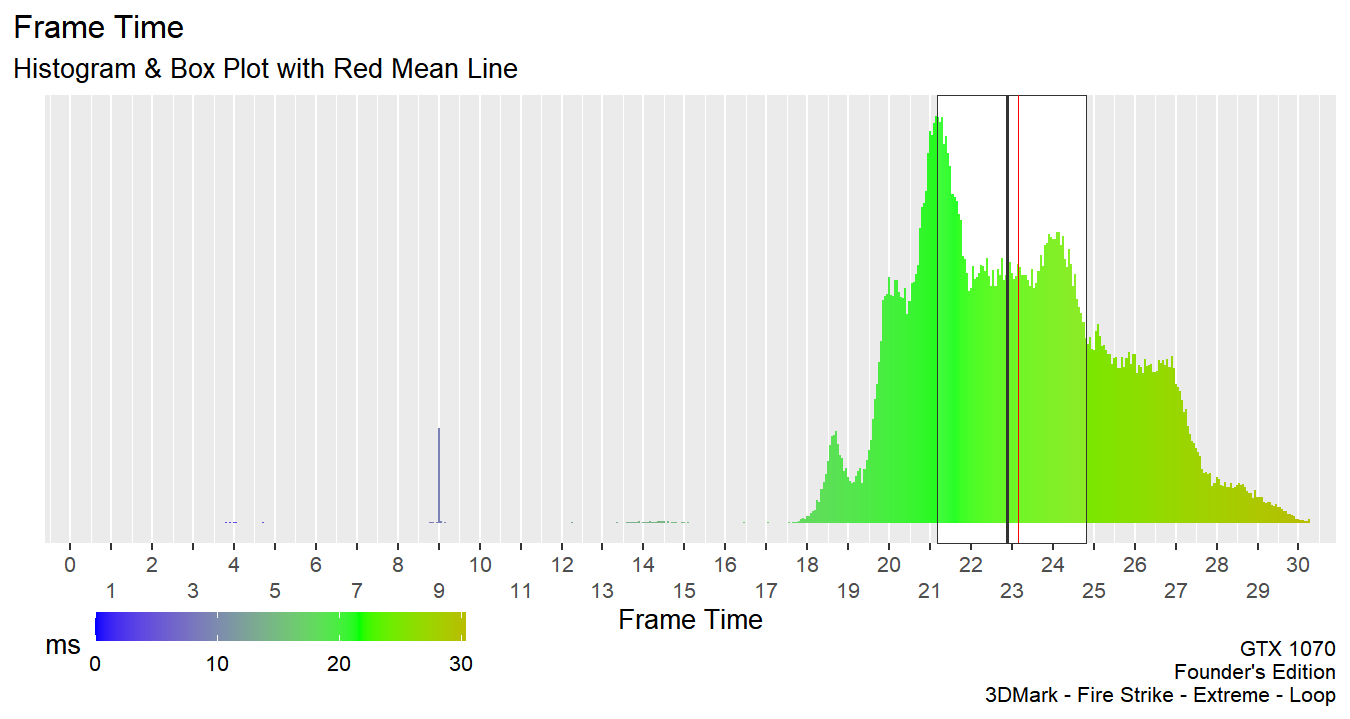 Frame Time
Histogram & Box Plot with Red Mean Line
0 2 4 6 8 10 12 14 16 18 20 22 24 26 28 30
1 3 5 7 9 11 13 15 17 19 21 23 25 27 29
Frame Time
ms
0 10 20 30
GTX 1070
Founder's Edition
3DMark - Fire Strike - Extreme - Loop